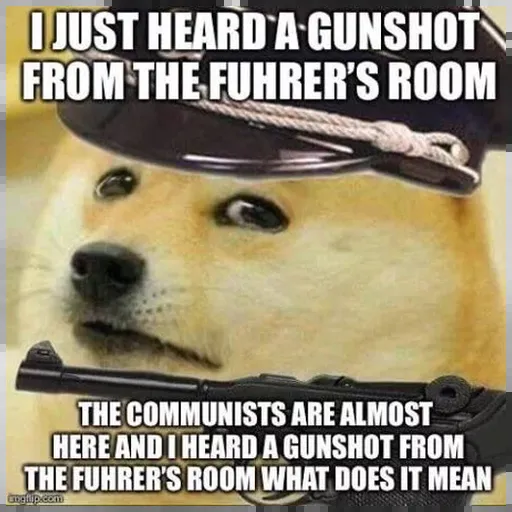 I JUST HEARD A GUNSHOT
FROM THE FUHRER'S ROOM
THE COMMUNISTS ARE ALMOST
HERE AND I HEARD A GUNSHOT FROM
THE FUHRER'S ROOM WHAT DOES IT MEAN
imgflip.com